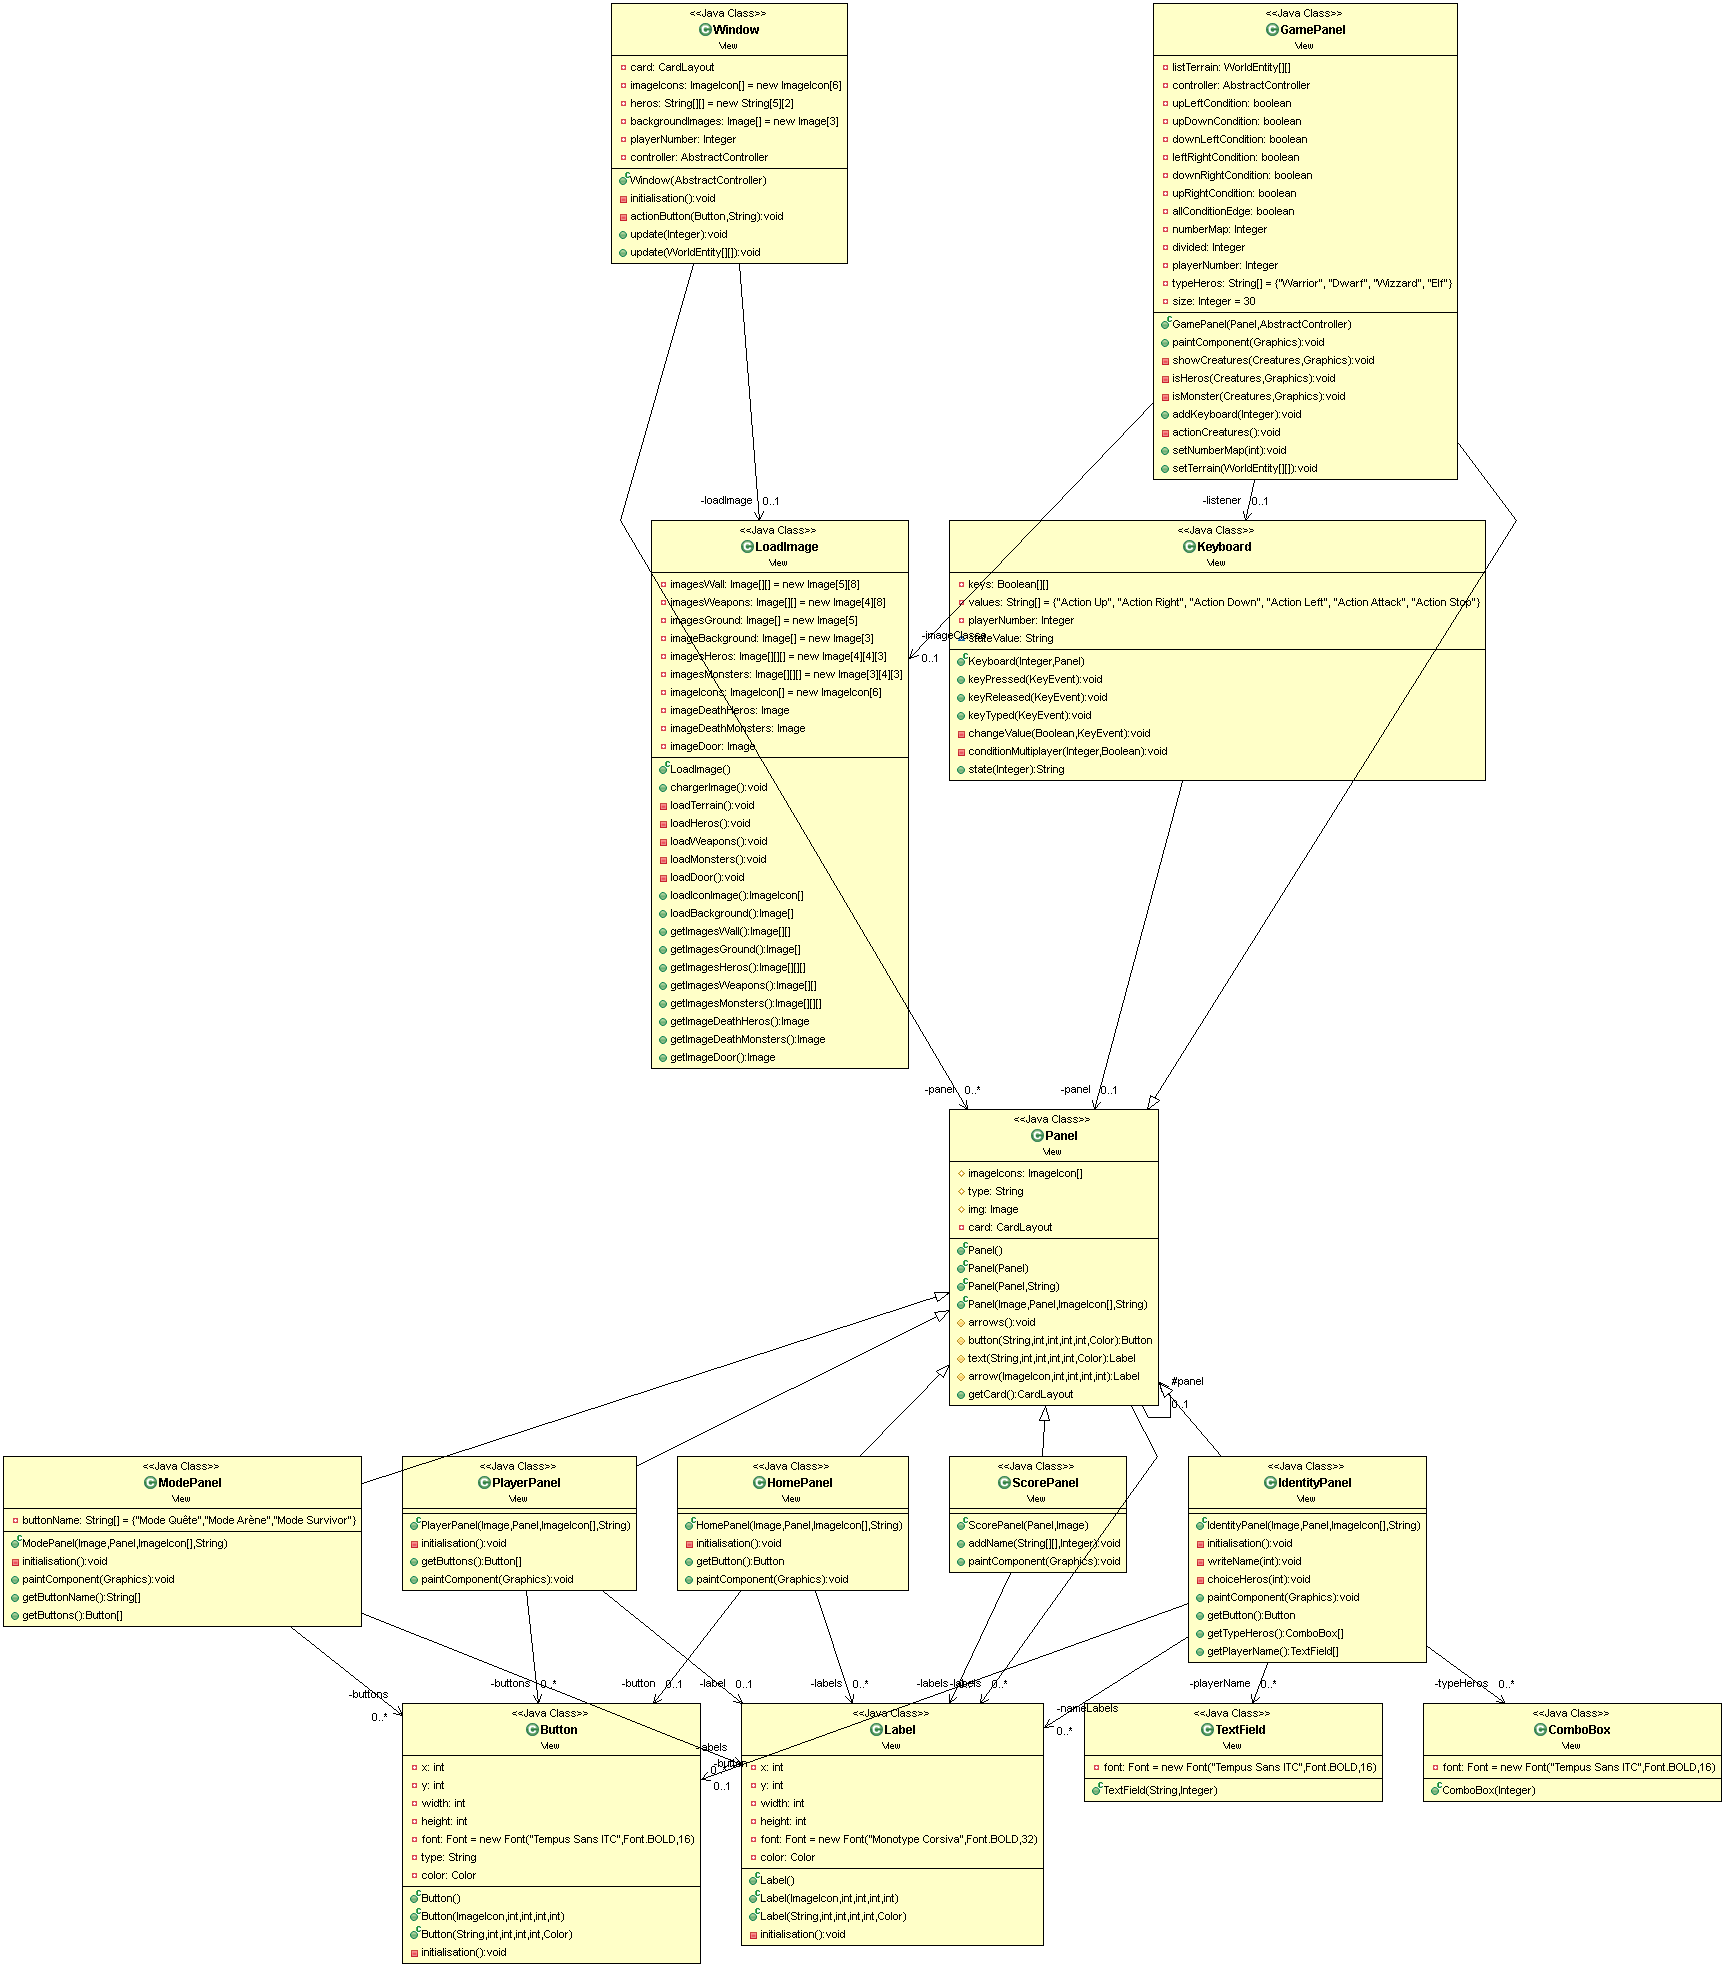 <<Java Class>>
Window
View
card: CardLayout
imageIcons: ImageIcon[] = new ImageIcon[6]
heros: String[][] = new String[5][2]
backgroundImages: Image[] = new Image[3]
playerNumber: Integer
controller: AbstractController
Window(AbstractController)
initialisation():void
actionButton(Button,String):void
update(Integer):void
update(WorldEntity[][]):void
<<Java Class>>
GamePanel
View
listTerrain: WorldEntity[][]
controller: AbstractController
upLeftCondition: boolean
upDownCondition: boolean
downLeftCondition: boolean
leftRightCondition: boolean
downRightCondition: boolean
upRightCondition: boolean
allConditionEdge: boolean
numberMap: Integer
divided: Integer
playerNumber: Integer
typeHeros: String[] = {"Warrior", "Dwarf", "Wizzard", "Elf"}
size: Integer = 30
GamePanel(Panel,AbstractController)
paintComponent(Graphics):void
showCreatures(Creatures,Graphics):void
isHeros(Creatures,Graphics):void
isMonster(Creatures,Graphics):void
addKeyboard(Integer):void
actionCreatures():void
setNumberMap(int):void
setTerrain(WorldEntity[][]):void
-loadImage 0..1
-listener 0..1
<<Java Class>>
LoadImage
View
imagesWall: Image[][] = new Image[5][8]
imagesWeapons: Image[][] = new Image[4][8]
imagesGround: Image[] = new Image[5]
imageBackground: Image[] = new Image[3]
imagesHeros: Image[][][] = new Image[4][4][3]
imagesMonsters: Image[][][] = new Image[3][4][3]
imageIcons: ImageIcon[] = new ImageIcon[6]
imageDeathHeros: Image
imageDeathMonsters: Image
imageDoor: Image
LoadImage()
chargerImage():void
loadTerrain():void
loadHeros():void
loadWeapons():void
loadMonsters():void
loadDoor():void
loadIconImage():ImageIcon[]
loadBackground():Image[]
getImagesWall():Image[][]
getImagesGround():Image[]
getImagesHeros():Image[][][]
getImagesWeapons():Image[][]
getImagesMonsters():Image[][][]
getImageDeathHeros():Image
getImageDeathMonsters():Image
getImageDoor():Image
-imageClasse
0..1
<<Java Class>>
Keyboard
View
keys: Boolean[][]
values: String[] = {"Action Up", "Action Right", "Action Down", "Action Left", "Action Attack", "Action Stop"}
playerNumber: Integer
stateValue: String
Keyboard(Integer,Panel)
keyPressed(KeyEvent):void
keyReleased(KeyEvent):void
keyTyped(KeyEvent):void
changeValue(Boolean,KeyEvent):void
conditionMultiplayer(Integer,Boolean):void
state(Integer):String
-panel 0..*
-panel 0..1
<<Java Class>>
Panel
View
imageIcons: ImageIcon[]
type: String
img: Image
card: CardLayout
Panel()
Panel(Panel)
Panel(Panel,String)
Panel(Image,Panel,ImageIcon[],String)
arrows():void
button(String,int,int,int,int,Color):Button
text(String,int,int,int,int,Color):Label
arrow(ImageIcon,int,int,int,int):Label
getCard():CardLayout
#panel
0..1
<<Java Class>>
ModePanel
View
buttonName: String[] = {"Mode Quête","Mode Arène","Mode Survivor"}
ModePanel(Image,Panel,ImageIcon[],String)
initialisation():void
paintComponent(Graphics):void
getButtonName():String[]
getButtons():Button[]
<<Java Class>>
PlayerPanel
View
PlayerPanel(Image,Panel,ImageIcon[],String)
initialisation():void
getButtons():Button[]
paintComponent(Graphics):void
<<Java Class>>
HomePanel
View
HomePanel(Image,Panel,ImageIcon[],String)
initialisation():void
getButton():Button
paintComponent(Graphics):void
<<Java Class>>
ScorePanel
View
ScorePanel(Panel,Image)
addName(String[][],Integer):void
paintComponent(Graphics):void
<<Java Class>>
IdentityPanel
View
IdentityPanel(Image,Panel,ImageIcon[],String)
initialisation():void
writeName(int):void
choiceHeros(int):void
paintComponent(Graphics):void
getButton():Button
getTypeHeros():ComboBox[]
getPlayerName():TextField[]
-buttons
0..*
-buttons 0..*
-button 0..1
-label 0..1
-labels 0..*
-labels
-labels 0..*
-nameLabels
0..*
-playerName 0..*
-typeHeros 0..*
-labels
-button
0..1
<<Java Class>>
Button
View
x: int
y: int
width: int
height: int
font: Font = new Font("Tempus Sans ITC",Font.BOLD,16)
type: String
color: Color
Button()
Button(ImageIcon,int,int,int,int)
Button(String,int,int,int,int,Color)
initialisation():void
<<Java Class>>
Label
View
x: int
y: int
width: int
height: int
font: Font = new Font("Monotype Corsiva",Font.BOLD,32)
color: Color
Label()
Label(ImageIcon,int,int,int,int)
Label(String,int,int,int,int,Color)
initialisation():void
<<Java Class>>
TextField
View
font: Font = new Font("Tempus Sans ITC",Font.BOLD,16)
TextField(String,Integer)
<<Java Class>>
ComboBox
View
font: Font = new Font("Tempus Sans ITC",Font.BOLD,16)
ComboBox(Integer)